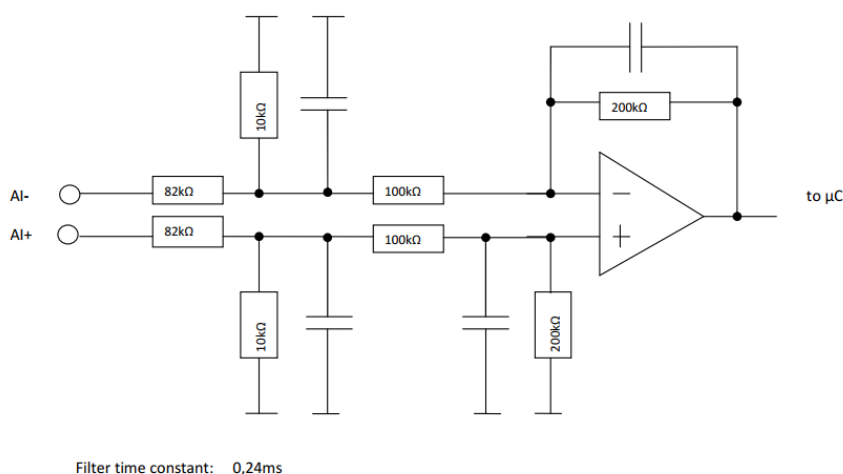 10kΩ
200kΩ
AI-
82kΩ
100kΩ
to µC
AI+
82kΩ
100kΩ
10kΩ
200kΩ
Filter time constant: 0,24ms